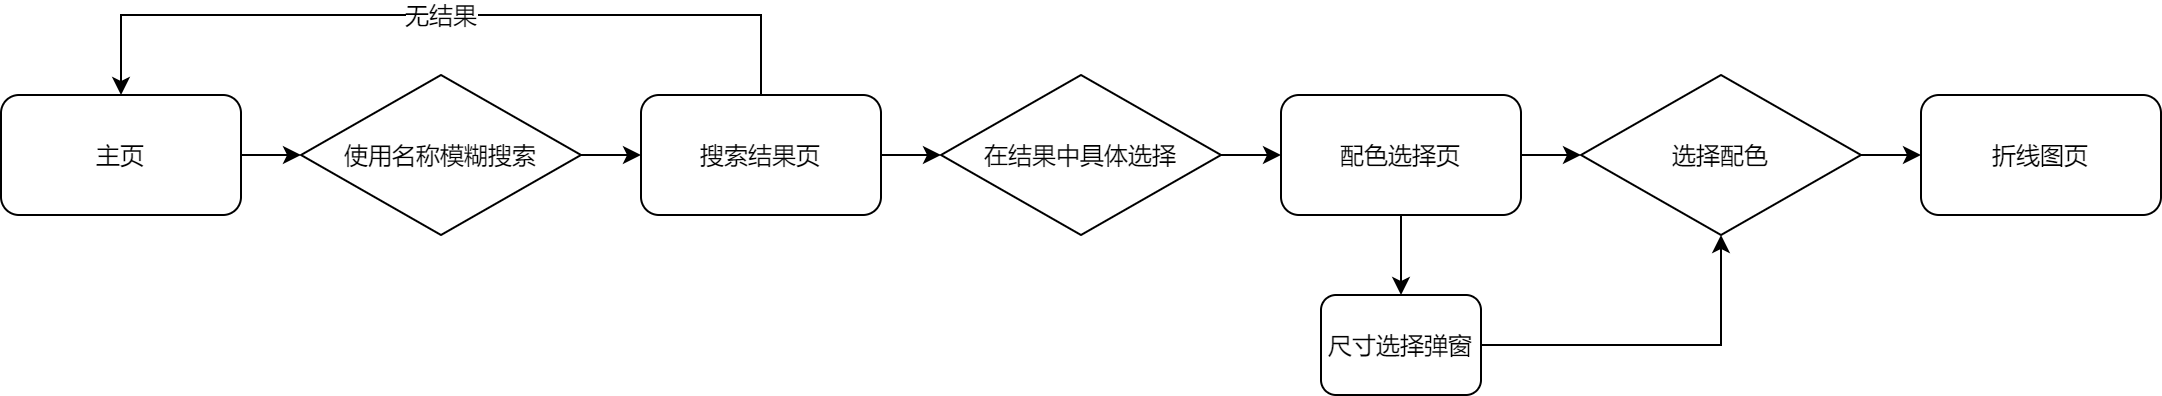 无结果
主页
使用名称模糊搜索
搜索结果页
在结果中具体选择
配色选择页
选择配色
折线图页
尺寸选择弹窗